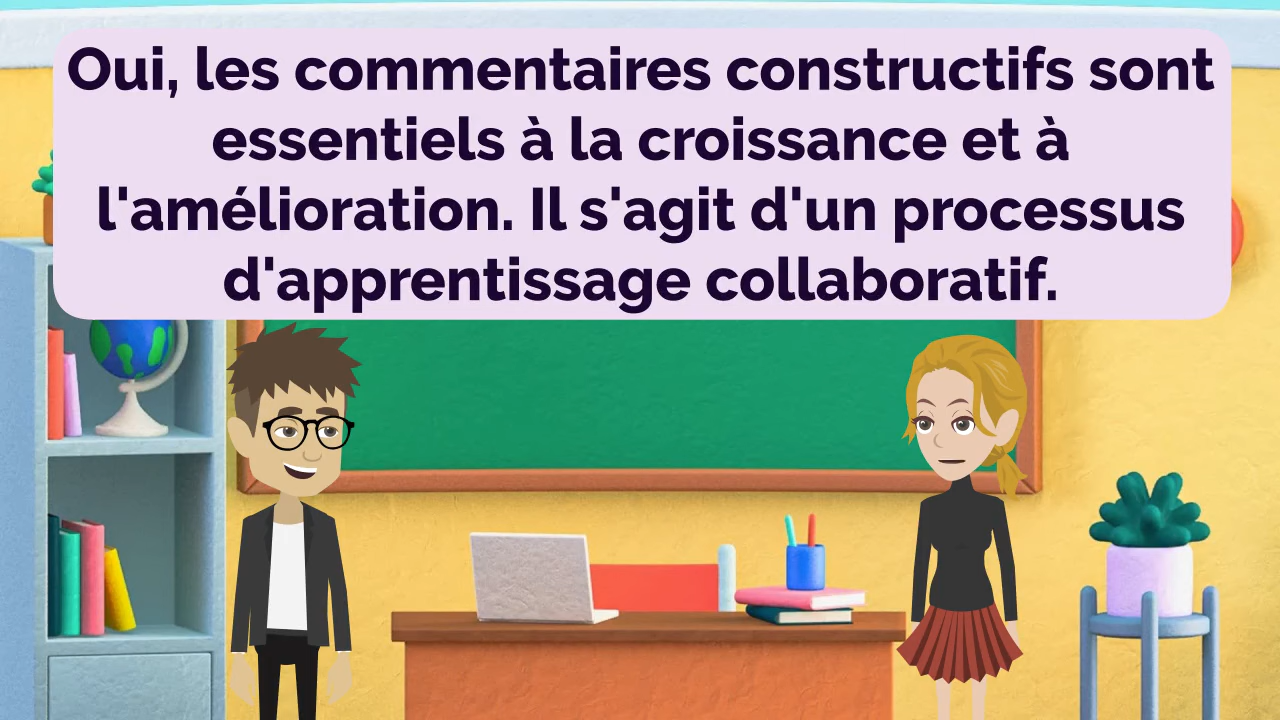 Oui, les commentaires constructifs sont
essentiels à la croissance et à
l'amélioration. Il s'agit d'un processus
d'apprentissage collaboratif.